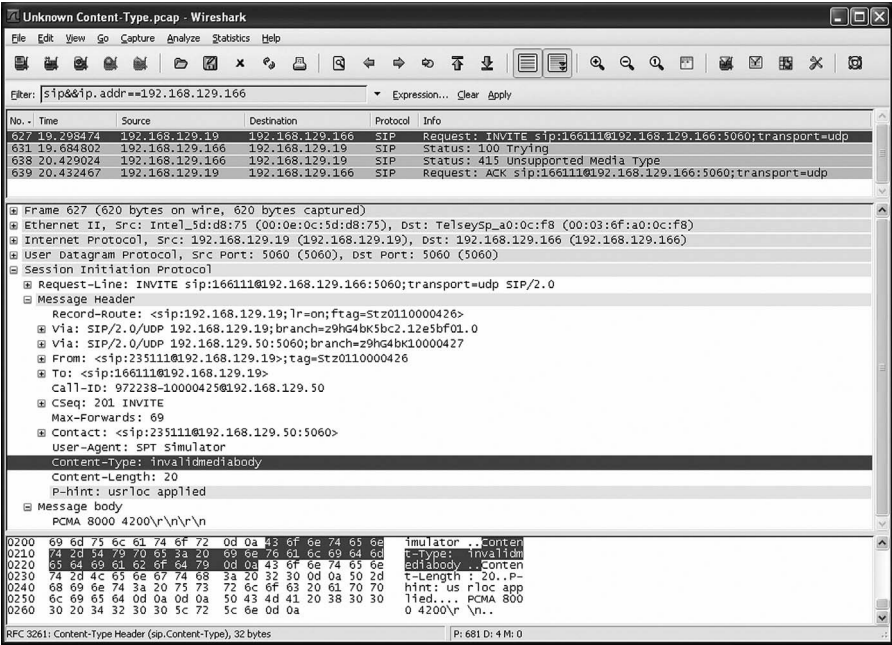 Unknown Content-Type.pcap - Wireshark
File Edit View Go Capture Analyze Statistics Help
Filter: sip&&ip.addr==192.168.129.166 Expression... Clear Apply
No. - Time Source Destination Protocol Info
627 19.298474 192.168.129.19 192.168.129.166 SIP Request: INVITE sip:166111@192.168.129.166:5060;transport=udp
631 19.684802 192.168.129.166 192.168.129.19 SIP Status: 100 Trying
638 20.429024 192.168.129.166 192.168.129.19 SIP Status: 415 Unsupported Media Type
639 20.432467 192.168.129.19 192.168.129.166 SIP Request: ACK sip:166111@192.168.129.166:5060;transport=udp
Frame 627 (620 bytes on wire, 620 bytes captured)
Ethernet II, Src: Intel_5d:d8:75 (00:0e:0c:5d:d8:75), Dst: TelseySp_a0:0c:f8 (00:03:6f:a0:0c:f8)
Internet Protocol, Src: 192.168.129.19 (192.168.129.19), Dst: 192.168.129.166 (192.168.129.166)
User Datagram Protocol, Src Port: 5060 (5060), Dst Port: 5060 (5060)
Session Initiation Protocol
Request-Line: INVITE sip:166111@192.168.129.166:5060;transport=udp SIP/2.0
Message Header
Record-Route: <sip:192.168.129.19;lr=on;ftag=Stz0110000426>
Via: SIP/2.0/UDP 192.168.129.19;branch=z9hG4bK5bc2.12e5bf01.0
Via: SIP/2.0/UDP 192.168.129.50:5060;branch=z9hG4bK10000427
From: <sip:235111@192.168.129.19>;tag=Stz0110000426
To: <sip:166111@192.168.129.19>
Call-ID: 972238-10000425@192.168.129.50
CSeq: 201 INVITE
Max-Forwards: 69
Contact: <sip:235111@192.168.129.50:5060>
User-Agent: SPT Simulator
Content-Type: invalidmediabody
Content-Length: 20
P-hint: usrloc applied
Message body
PCMA 8000 4200\r\n\r\n
0200 69 6d 75 6c 61 74 6f 72 0d 0a 43 6f 6e 74 65 6e imulator ..Conten
0210 74 2d 54 79 70 65 3a 20 69 6e 76 61 6c 69 64 6d t-Type: invalidm
0220 65 64 69 61 62 6f 64 79 0d 0a 43 6f 6e 74 65 6e ediabody ..Conten
0230 74 2d 4c 65 6e 67 74 68 3a 20 32 30 0d 0a 50 2d t-Length : 20..P-
0240 68 69 6e 74 3a 20 75 73 72 6c 6f 63 20 61 70 70 hint: us rloc app
0250 6c 69 65 64 0d 0a 0d 0a 50 43 4d 41 20 38 30 30 lied.... PCMA 800
0260 30 20 34 32 30 30 5c 72 5c 6e 0d 0a 0 4200\r \n..
RFC 3261: Content-Type Header (sip.Content-Type), 32 bytes P: 681 D: 4 M: 0